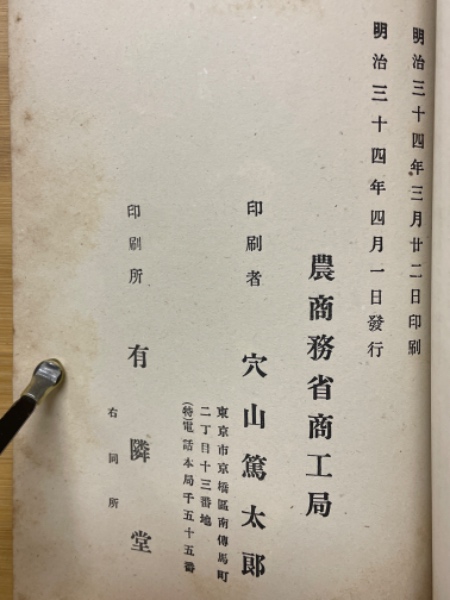 明治三十四年三月廿二日印刷
明治三十四年四月一日發行
農商務省商工局
印刷者 穴山篤太郎
東京市京橋區南傳馬町
二丁目十三番地
(特)電話本局千五十五番
印刷所 有隣堂
右同所